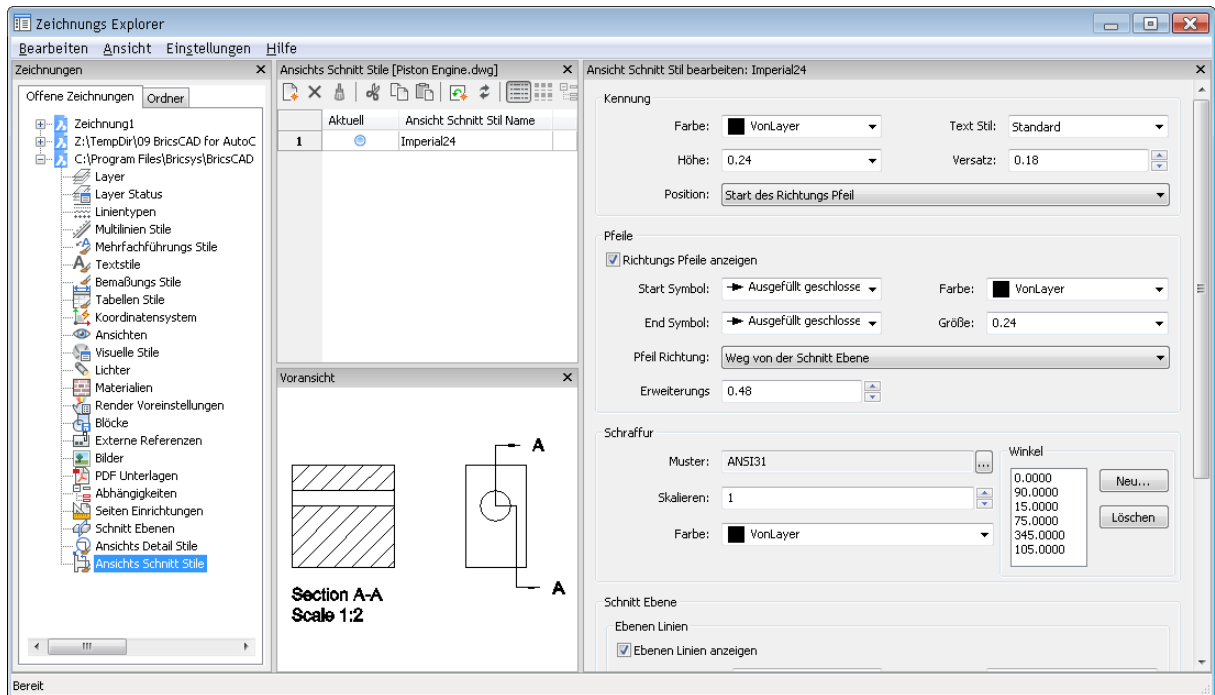 Zeichnungs Explorer
Bearbeiten Ansicht Einstellungen Hilfe
Zeichnungen
Offene Zeichnungen Ordner
Zeichnung1
Z:\TempDir\09 BricsCAD for AutoC
C:\Program Files\Bricsys\BricsCAD
Layer
Layer Status
Linientypen
Multilinien Stile
Mehrfachführungs Stile
Textstile
Bemaßungs Stile
Tabellen Stile
Koordinatensystem
Ansichten
Visuelle Stile
Lichter
Materialien
Render Voreinstellungen
Blöcke
Externe Referenzen
Bilder
PDF Unterlagen
Abhängigkeiten
Seiten Einrichtungen
Schnitt Ebenen
Ansichts Detail Stile
Ansichts Schnitt Stile
Ansichts Schnitt Stile [Piston Engine.dwg]
Aktuell Ansicht Schnitt Stil Name
1 Imperial24
Voransicht
A
A
Section A-A
Scale 1:2
Ansicht Schnitt Stil bearbeiten: Imperial24
Kennung
Farbe: VonLayer Text Stil: Standard
Höhe: 0.24 Versatz: 0.18
Position: Start des Richtungs Pfeil
Pfeile
Richtungs Pfeile anzeigen
Start Symbol: Ausgefüllt geschlosse Farbe: VonLayer
End Symbol: Ausgefüllt geschlosse Größe: 0.24
Pfeil Richtung: Weg von der Schnitt Ebene
Erweiterungs 0.48
Schraffur
Muster: ANSI31 ...
Skalieren: 1
Farbe: VonLayer
Winkel
0.0000
90.0000
15.0000
75.0000
345.0000
105.0000
Neu...
Löschen
Schnitt Ebene
Ebenen Linien
Ebenen Linien anzeigen
Bereit